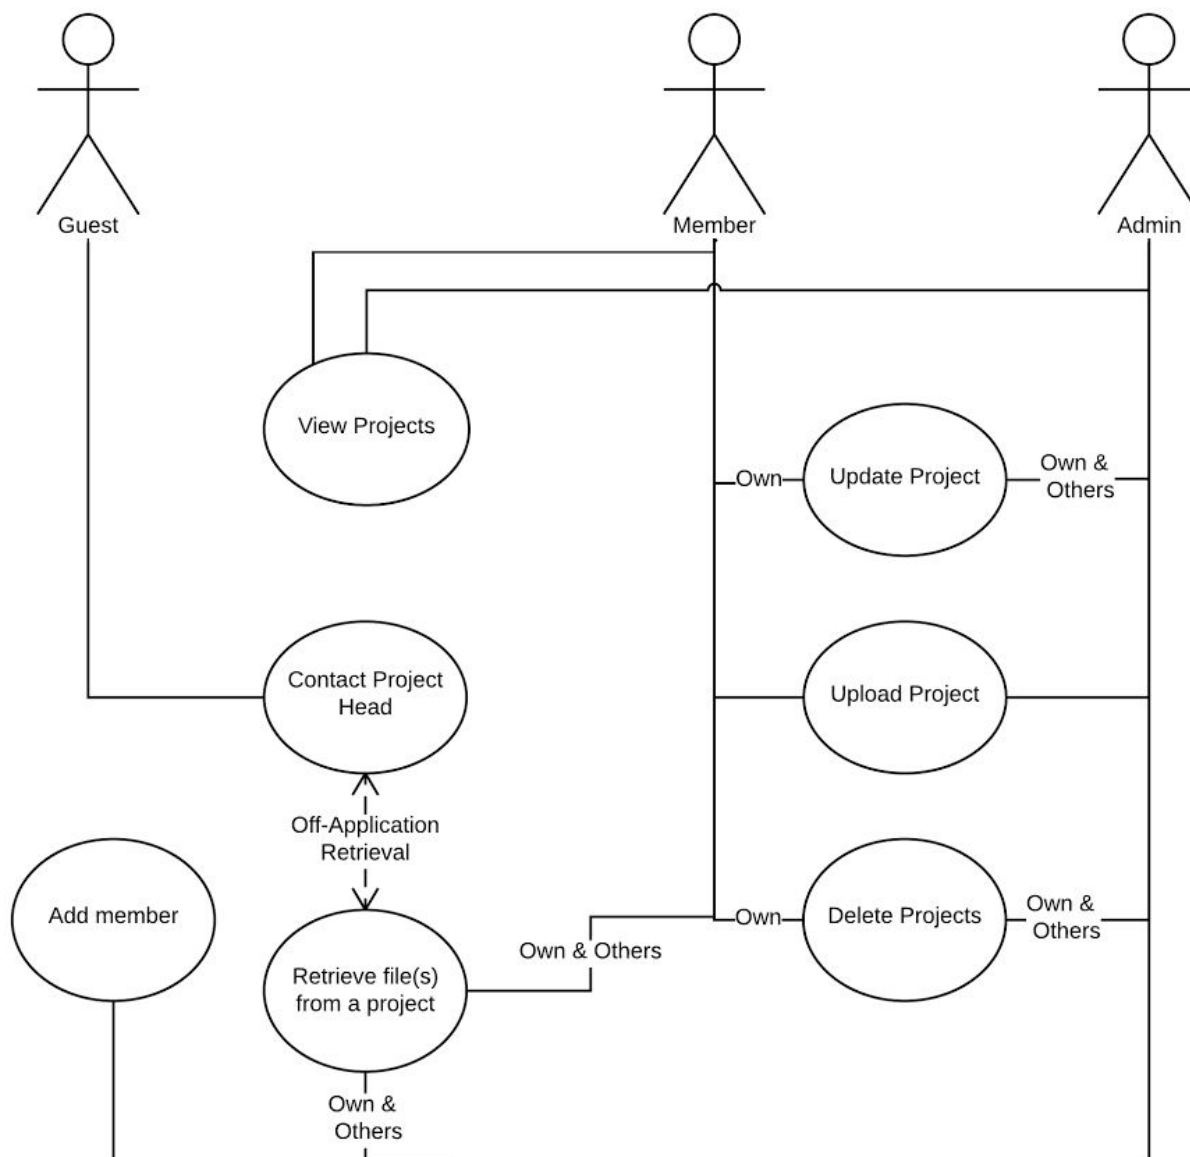 Guest
Member
Admin
View Projects
Own
Update Project
Own &
Others
Contact Project
Head
Upload Project
Off-Application
Retrieval
Add member
Own
Delete Projects
Own &
Others
Own & Others
Retrieve file(s)
from a project
Own &
Others